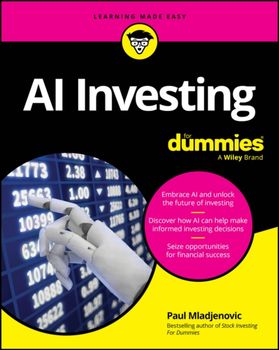 LEARNING MADE EASY
AI Investing
for
dummies
A Wiley Brand
Embrace AI and unlock
the future of investing
Discover how AI can help make
informed investing decisions
Seize opportunities
for financial success
Paul Mladjenovic
Bestselling author of Stock Investing
For Dummies